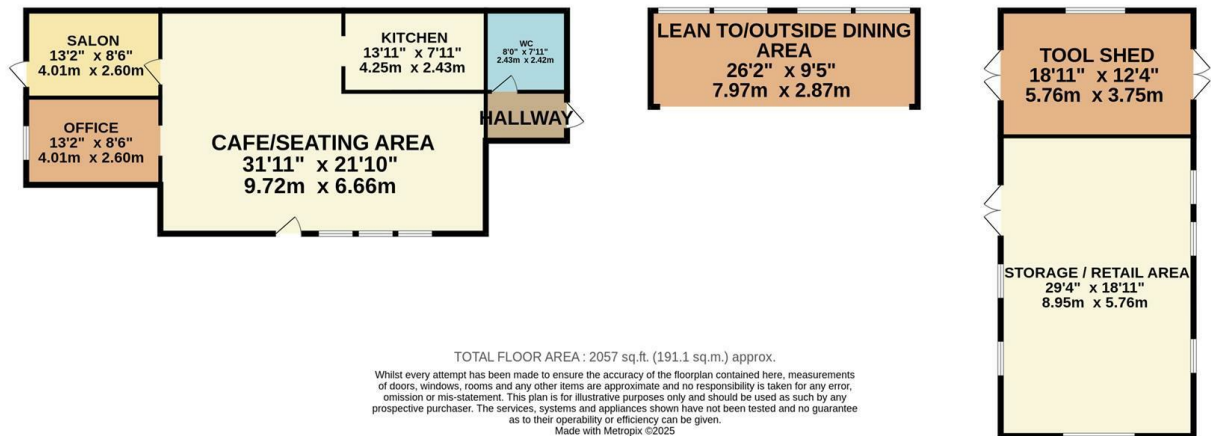 SALON
13'2" x 8'6"
4.01m x 2.60m
OFFICE
13'2" x 8'6"
4.01m x 2.60m
CAFE/SEATING AREA
31'11" x 21'10"
9.72m x 6.66m
KITCHEN
13'11" x 7'11"
4.25m x 2.43m
WC
8'0" x 7'11"
2.43m x 2.42m
HALLWAY
LEAN TO/OUTSIDE DINING
AREA
26'2" x 9'5"
7.97m x 2.87m
TOOL SHED
18'11" x 12'4"
5.76m x 3.75m
STORAGE / RETAIL AREA
29'4" x 18'11"
8.95m x 5.76m
TOTAL FLOOR AREA : 2057 sq.ft. (191.1 sq.m.) approx.
Whilst every attempt has been made to ensure the accuracy of the floorplan contained here, measurements
of doors, windows, rooms and any other items are approximate and no responsibility is taken for any error,
omission or mis-statement. This plan is for illustrative purposes only and should be used as such by any
prospective purchaser. The services, systems and appliances shown have not been tested and no guarantee
as to their operability or efficiency can be given.
Made with Metropix ©2025